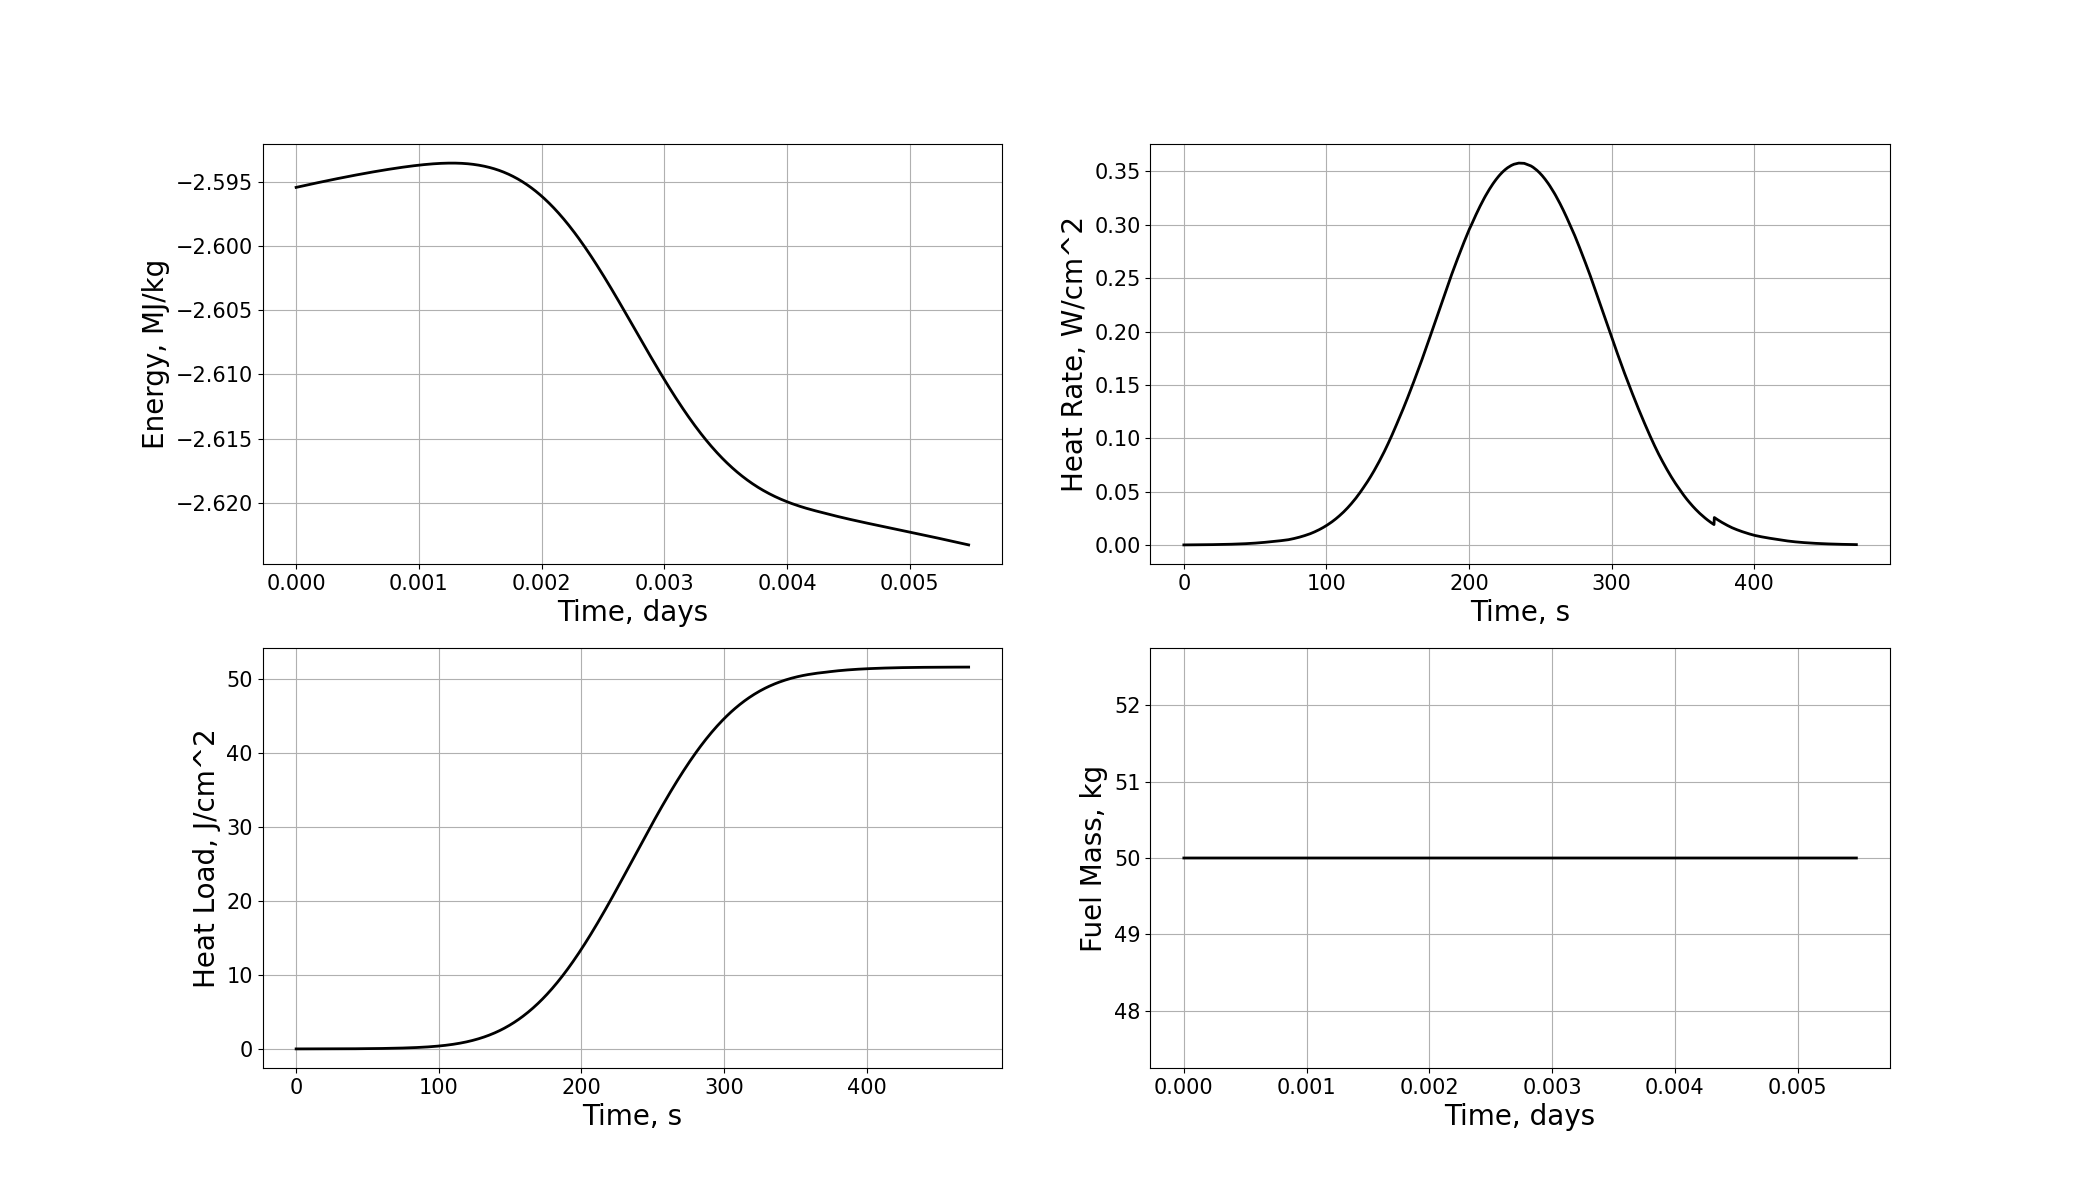 Energy, MJ/kg
−2.595
−2.600
−2.605
−2.610
−2.615
−2.620
0.000 0.001 0.002 0.003 0.004 0.005
Time, days
Heat Rate, W/cm^2
0.35
0.30
0.25
0.20
0.15
0.10
0.05
0.00
0 100 200 300 400
Time, s
Heat Load, J/cm^2
50
40
30
20
10
0
0 100 200 300 400
Time, s
Fuel Mass, kg
52
51
50
49
48
0.000 0.001 0.002 0.003 0.004 0.005
Time, days